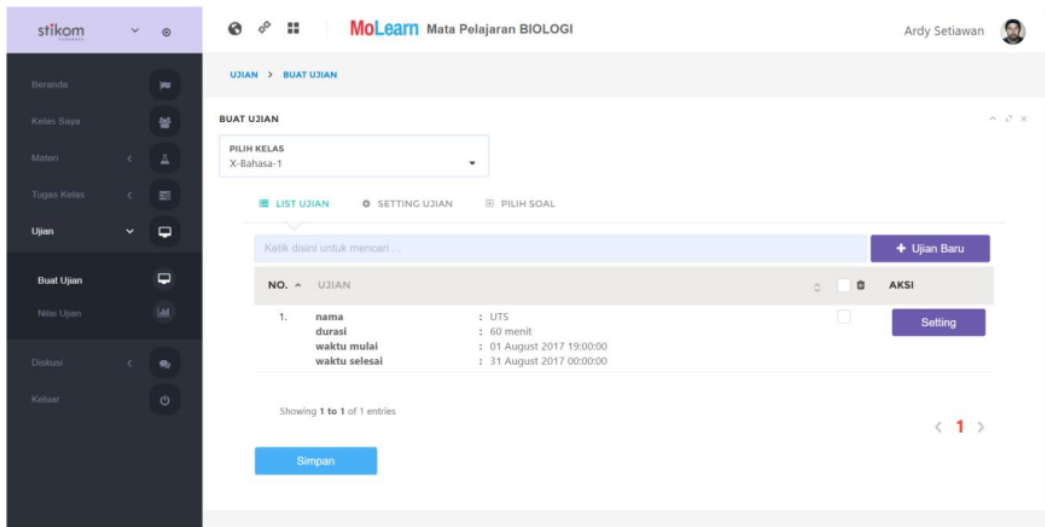 stikom
MoLearn Mata Pelajaran BIOLOGI
Ardy Setiawan
Beranda
Kelas Saya
Materi
Tugas Kelas
Ujian
Buat Ujian
Nilai Ujian
Diskusi
Keluar
UJIAN > BUAT UJIAN
BUAT UJIAN
PILIH KELAS
X-Bahasa-1
LIST UJIAN SETTING UJIAN PILIH SOAL
Ketik disini untuk mencari . .
+ Ujian Baru
NO. UJIAN AKSI
1. nama : UTS
durasi : 60 menit
waktu mulai : 01 August 2017 19:00:00
waktu selesai : 31 August 2017 00:00:00
Setting
Showing 1 to 1 of 1 entries
< 1 >
Simpan